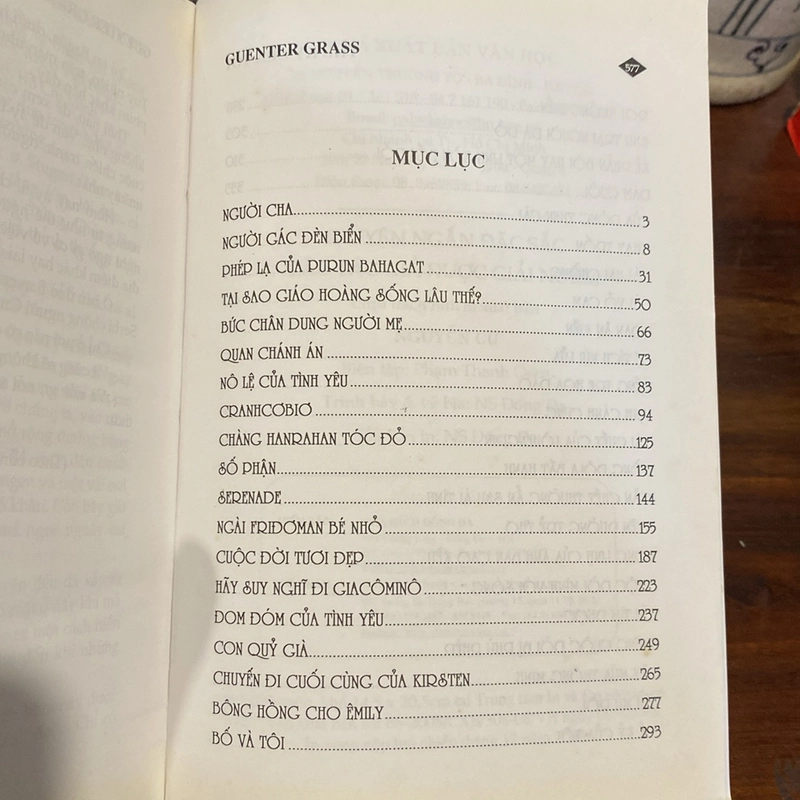 GUENTER GRASS
577
MỤC LỤC
NGƯỜI CHA........3
NGƯỜI GÁC ĐÈN BIỂN........8
PHÉP LẠ CỦA PURUN BAHAGAT........31
TẠI SAO GIÁO HOÀNG SỐNG LÂU THẾ?........50
BỨC CHÂN DUNG NGƯỜI MẸ........66
QUAN CHÁNH ÁN........73
NÔ LỆ CỦA TÌNH YÊU........83
CRANHCƠBIƠ........94
CHÀNG HANRAHAN TÓC ĐỎ........125
SỐ PHẬN........137
SERENADE........144
NGÀI FRIĐƠMAN BÉ NHỎ........155
CUỘC ĐỜI TƯƠI ĐẸP........187
HÃY SUY NGHĨ ĐI GIACÔMINÔ........223
ĐOM ĐÓM CỦA TÌNH YÊU........237
CON QUỶ GIÀ........249
CHUYẾN ĐI CUỐI CÙNG CỦA KIRSTEN........265
BÔNG HỒNG CHO ÊMILY........277
BỐ VÀ TÔI........293